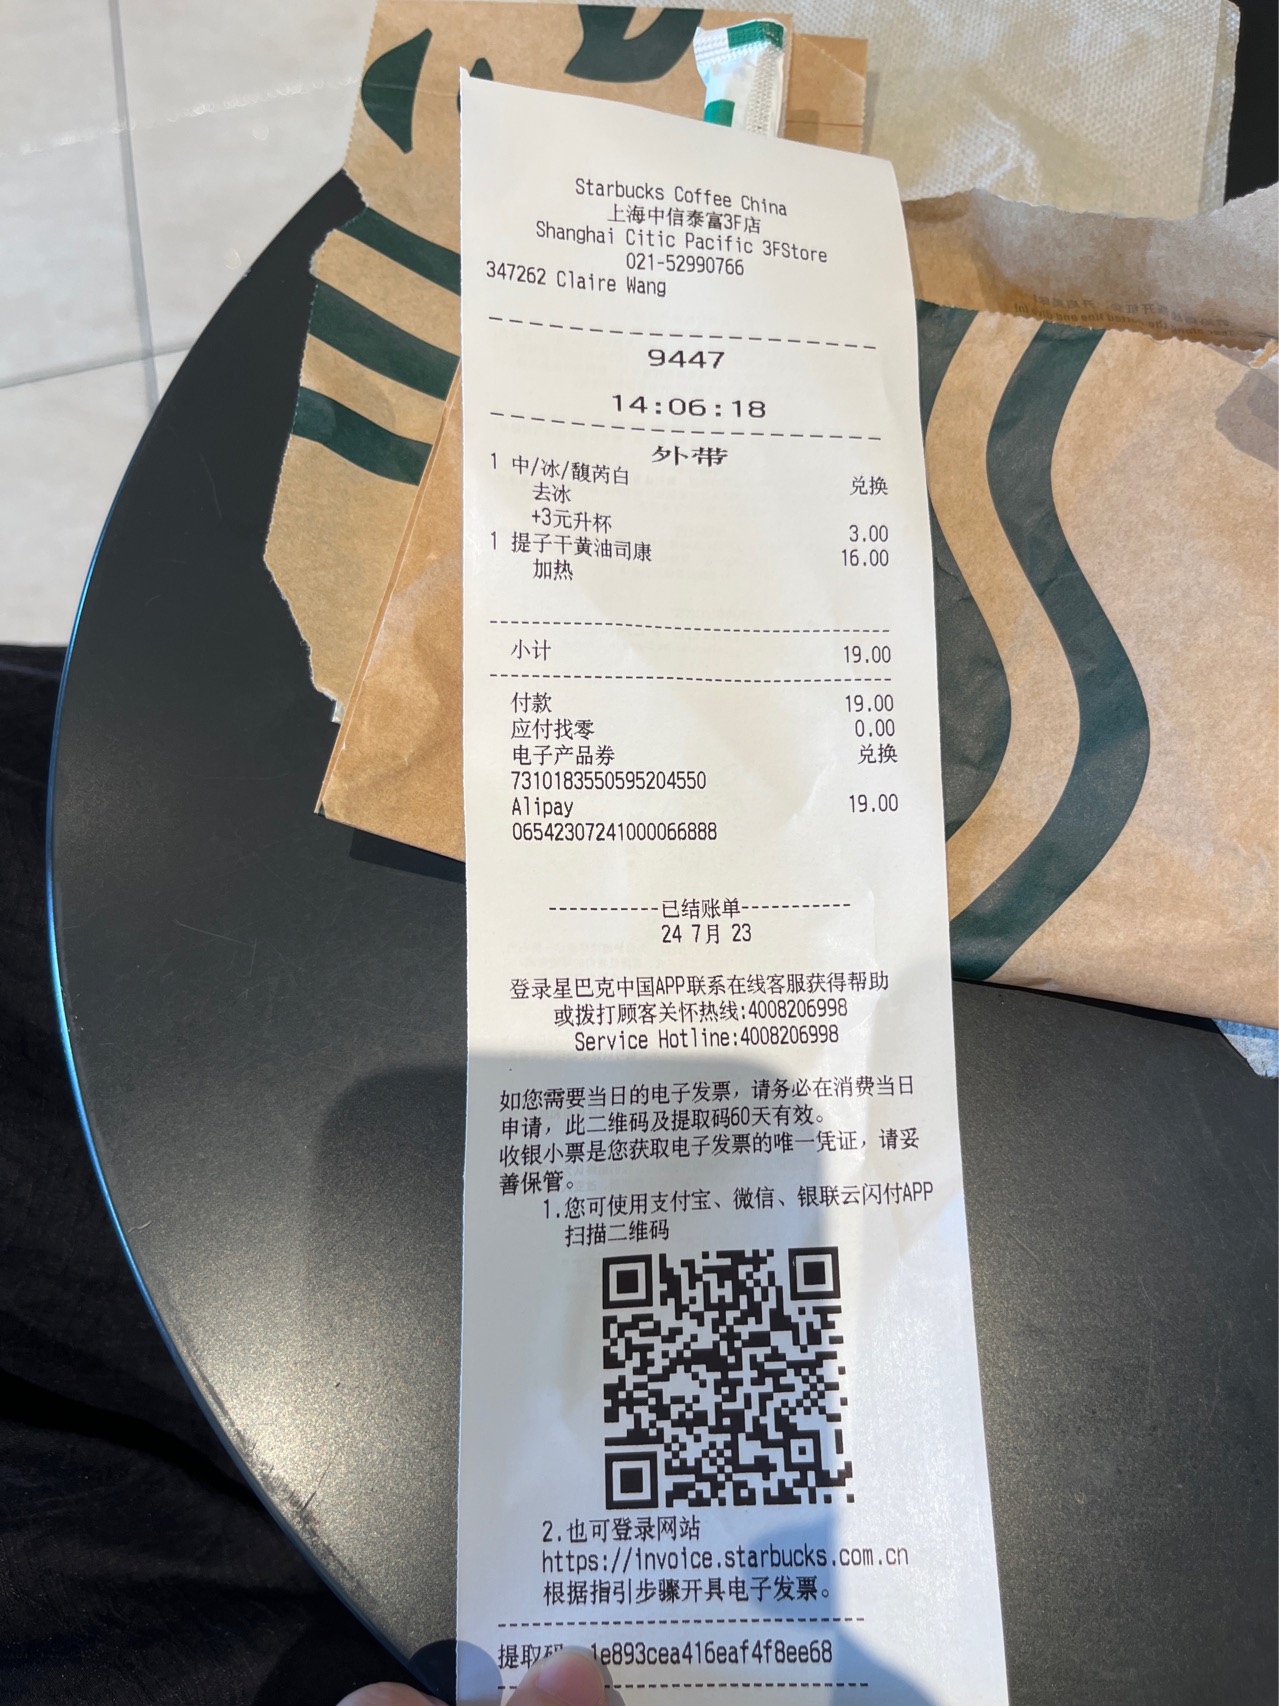 Starbucks Coffee China
上海中信泰富3F店
Shanghai Citic Pacific 3FStore
021-52990766
347262 Claire Wang
9447
14:06:18
外带
1 中/冰/馥芮白 兑换
去冰
+3元升杯 3.00
1 提子干黄油司康 16.00
加热
小计 19.00
付款 19.00
应付找零 0.00
电子产品券 兑换
7310183550595204550
Alipay 19.00
06542307241000066888
-----------已结账单-----------
24 7月 23
登录星巴克中国APP联系在线客服获得帮助
或拨打顾客关怀热线:4008206998
Service Hotline:4008206998
如您需要当日的电子发票，请务必在消费当日
申请，此二维码及提取码60天有效。
收银小票是您获取电子发票的唯一凭证，请妥
善保管。
1.您可使用支付宝、微信、银联云闪付APP
扫描二维码
2.也可登录网站
https://invoice.starbucks.com.cn
根据指引步骤开具电子发票。
提取码 1e893cea416eaf4f8ee68